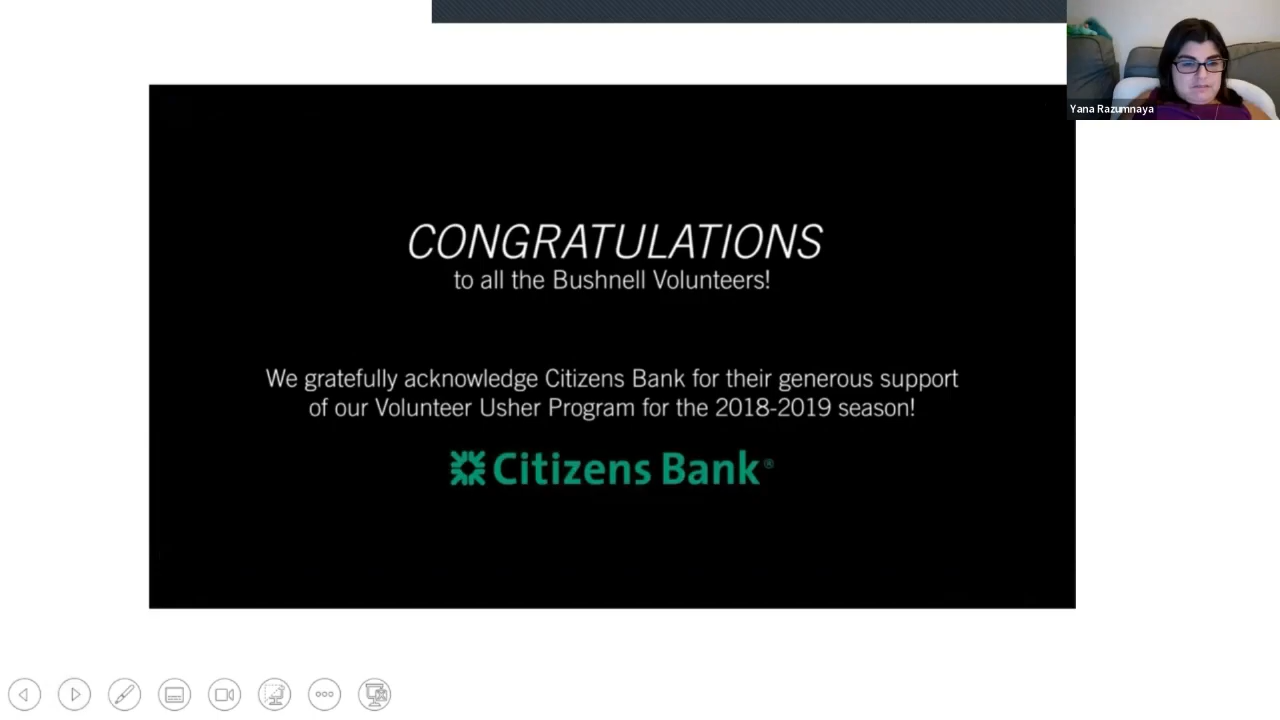 Yana Razumnaya
CONGRATULATIONS
to all the Bushnell Volunteers!
We gratefully acknowledge Citizens Bank for their generous support
of our Volunteer Usher Program for the 2018-2019 season!
Citizens Bank®